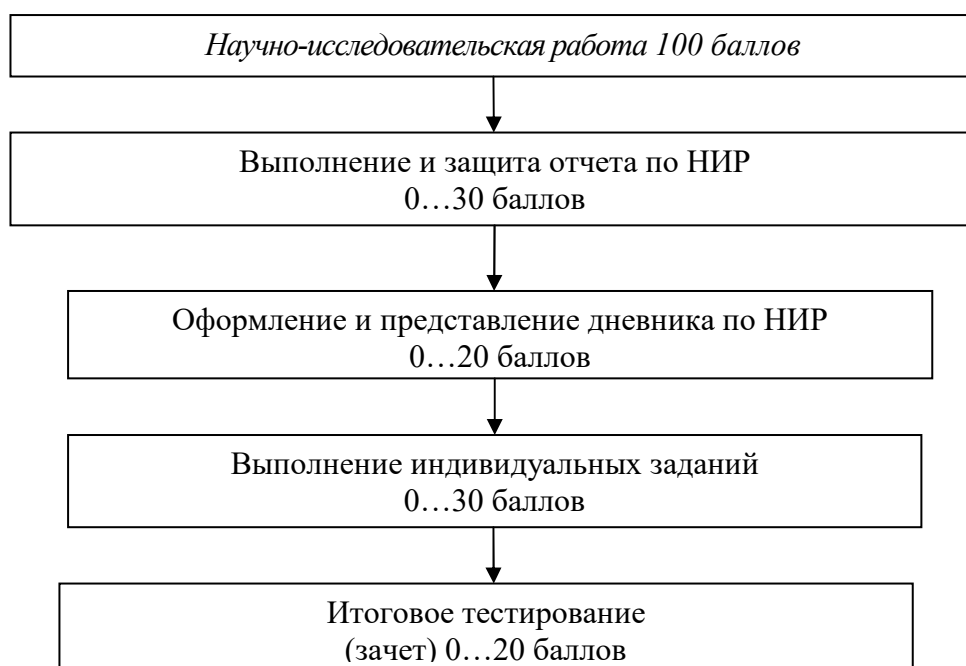 Научно-исследовательская работа 100 баллов
Выполнение и защита отчета по НИР
0…30 баллов
Оформление и представление дневника по НИР
0…20 баллов
Выполнение индивидуальных заданий
0…30 баллов
Итоговое тестирование
(зачет) 0…20 баллов